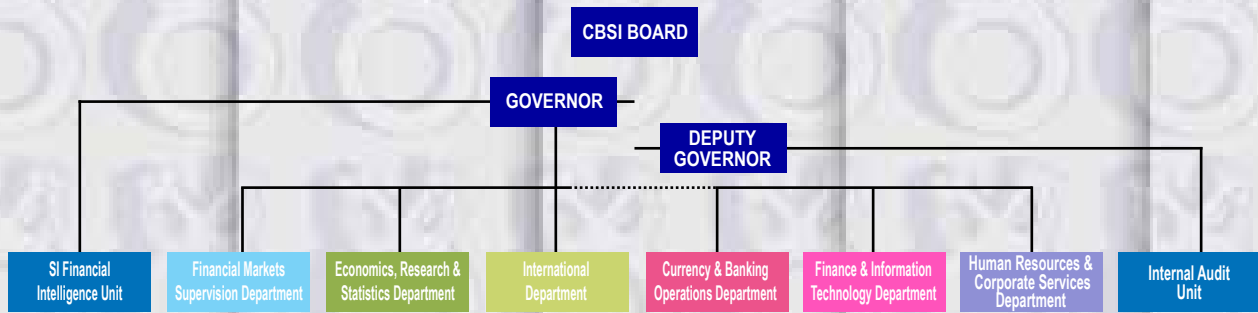 CBSI BOARD
GOVERNOR
DEPUTY
GOVERNOR
SI Financial
Intelligence Unit
Financial Markets
Supervision Department
Economics, Research &
Statistics Department
International
Department
Currency & Banking
Operations Department
Finance & Information
Technology Department
Human Resources &
Corporate Services
Department
Internal Audit
Unit